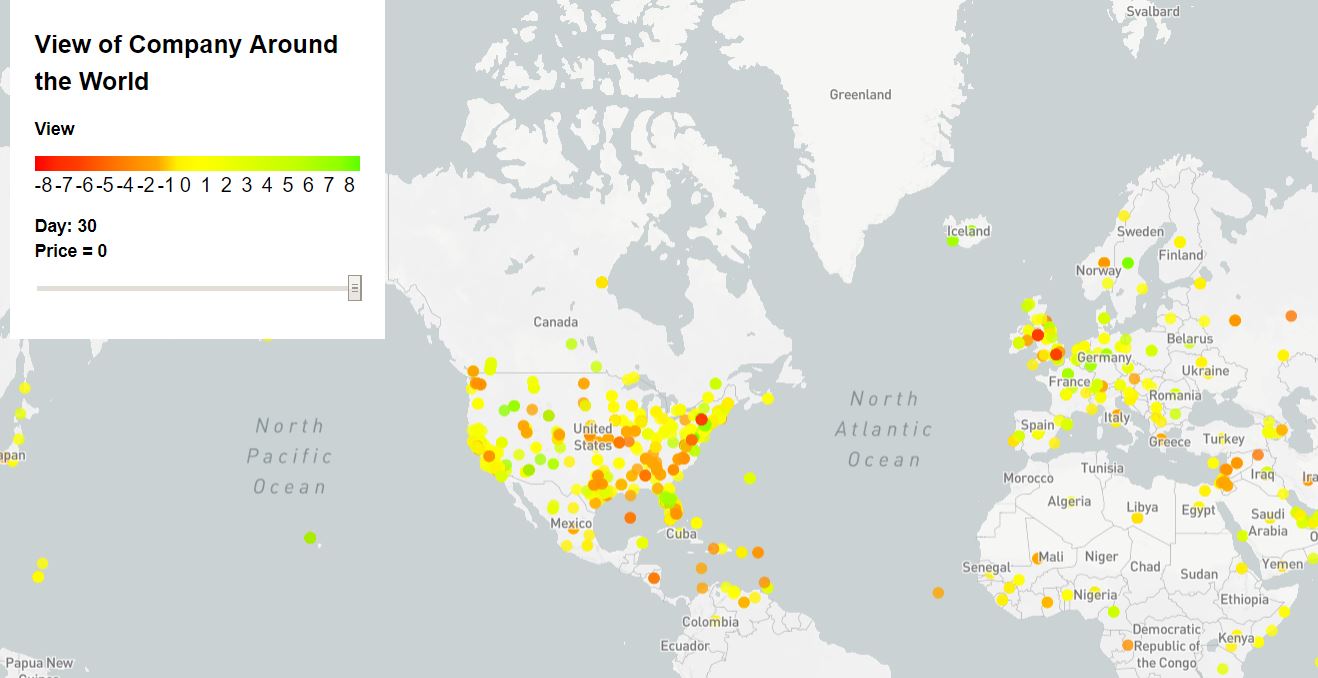 View of Company Around
the World
View
-8 -7 -6 -5 -4 -2 -1 0 1 2 3 4 5 6 7 8
Day: 30
Price = 0
Svalbard
Greenland
Iceland
Sweden
Finland
Norway
Canada
Belarus
Germany
Ukraine
France
Romania
North
Pacific
Ocean
North
Atlantic
Ocean
United
States
Italy
Spain
Greece
Turkey
apan
Tunisia
Morocco
Iraq
Ira
Algeria
Libya
Egypt
Saudi
Arabia
O
Mexico
Cuba
Mali
Niger
Chad
Sudan
Yemen
Senegal
Nigeria
Ethiopia
Colombia
Ecuador
Democratic
Republic of
the Congo
Kenya
Papua New